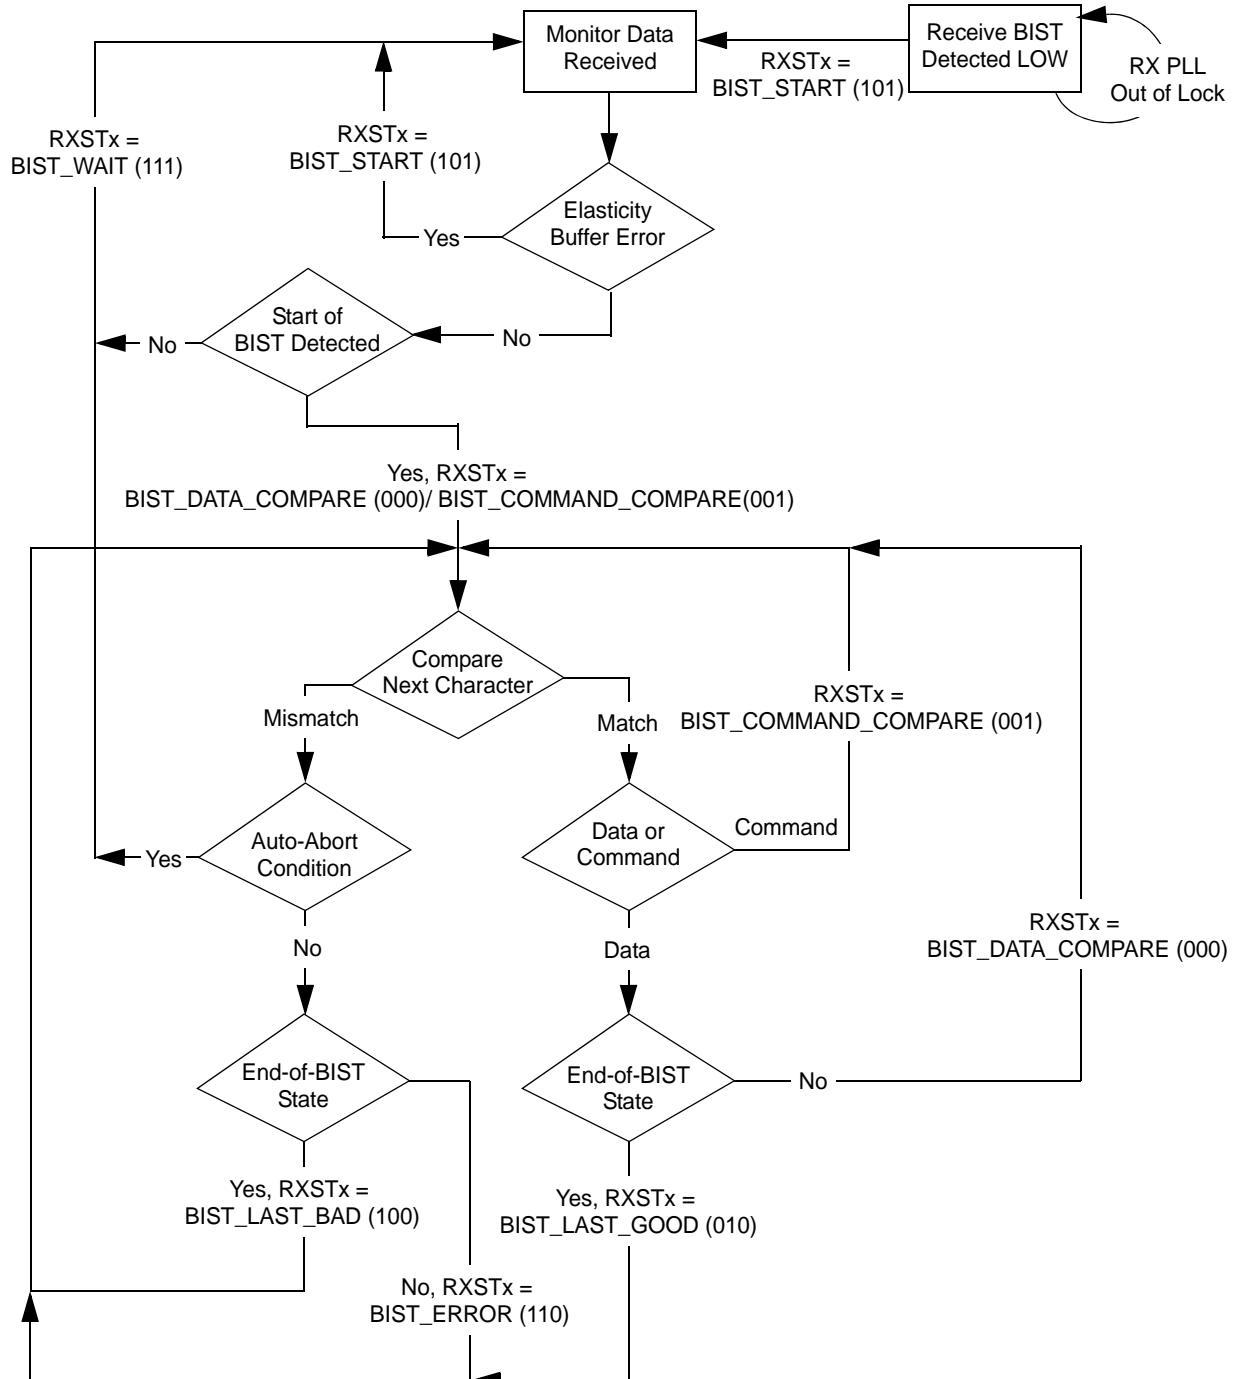 Monitor Data
Received
Receive BIST
Detected LOW
RX PLL
Out of Lock
RXSTx =
BIST_START (101)
RXSTx =
BIST_WAIT (111)
RXSTx =
BIST_START (101)
Elasticity
Buffer Error
Yes
Start of
BIST Detected
No
No
Yes, RXSTx =
BIST_DATA_COMPARE (000)/ BIST_COMMAND_COMPARE(001)
Compare
Next Character
Mismatch
Match
RXSTx =
BIST_COMMAND_COMPARE (001)
Auto-Abort
Condition
Yes
Data or
Command
Command
No
Data
RXSTx =
BIST_DATA_COMPARE (000)
End-of-BIST
State
End-of-BIST
State
No
Yes, RXSTx =
BIST_LAST_BAD (100)
Yes, RXSTx =
BIST_LAST_GOOD (010)
No, RXSTx =
BIST_ERROR (110)